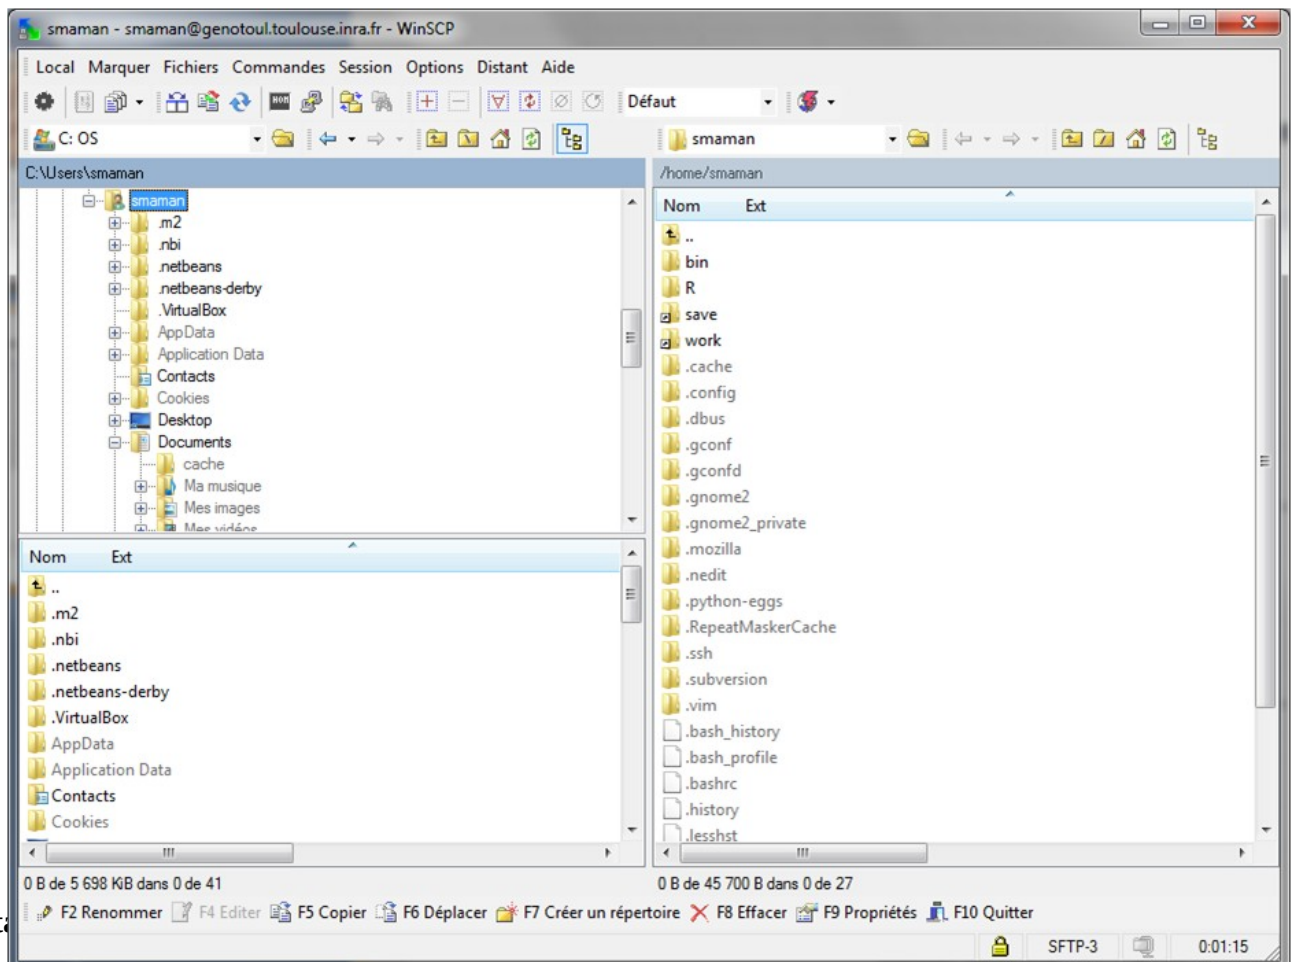 smaman - smaman@genotoul.toulouse.inra.fr - WinSCP
Local Marquer Fichiers Commandes Session Options Distant Aide
Défaut
C: OS
smaman
C:\Users\smaman
/home/smaman
smaman
.m2
.nbi
.netbeans
.netbeans-derby
.VirtualBox
AppData
Application Data
Contacts
Cookies
Desktop
Documents
cache
Ma musique
Mes images
Mes vidéos
Nom Ext
..
.m2
.nbi
.netbeans
.netbeans-derby
.VirtualBox
AppData
Application Data
Contacts
Cookies
Nom Ext
..
bin
R
save
work
.cache
.config
.dbus
.gconf
.gconfd
.gnome2
.gnome2_private
.mozilla
.nedit
.python-eggs
.RepeatMaskerCache
.ssh
.subversion
.vim
.bash_history
.bash_profile
.bashrc
.history
.lesshst
0 B de 5 698 KiB dans 0 de 41
0 B de 45 700 B dans 0 de 27
F2 Renommer F4 Editer F5 Copier F6 Déplacer F7 Créer un répertoire F8 Effacer F9 Propriétés F10 Quitter
SFTP-3 0:01:15